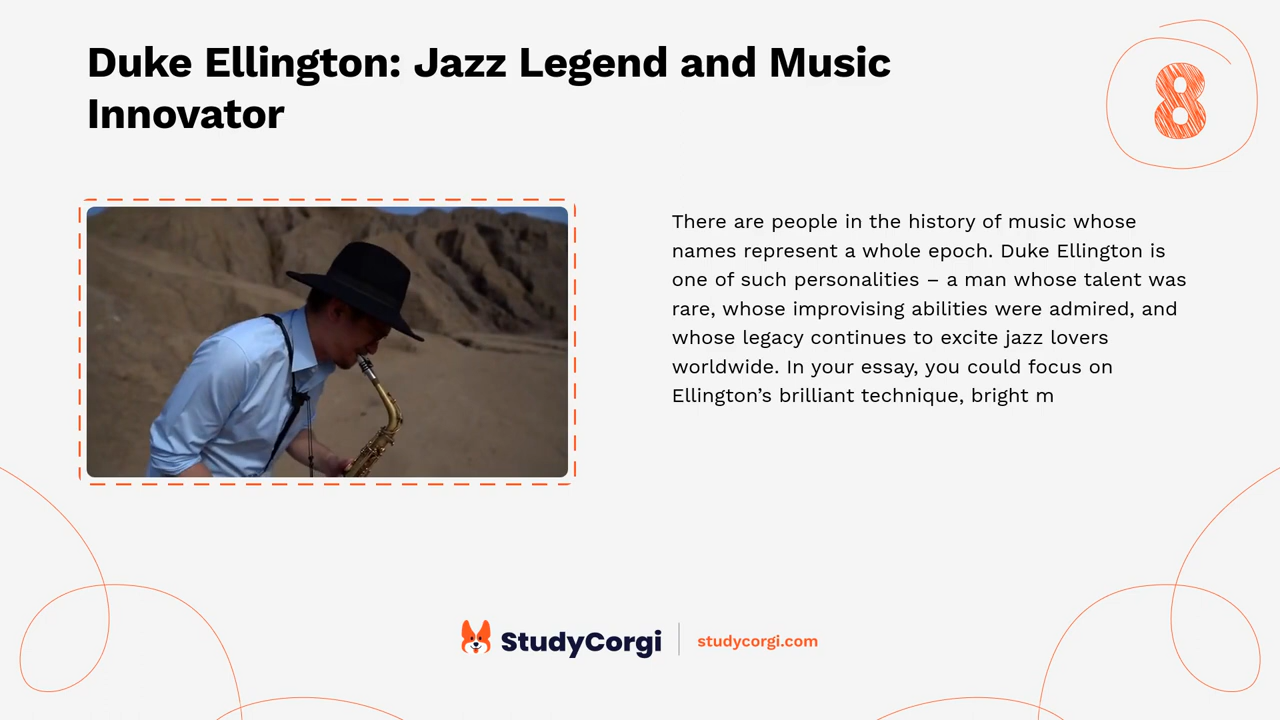 Duke Ellington: Jazz Legend and Music
Innovator
8
There are people in the history of music whose
names represent a whole epoch. Duke Ellington is
one of such personalities – a man whose talent was
rare, whose improvising abilities were admired, and
whose legacy continues to excite jazz lovers
worldwide. In your essay, you could focus on
Ellington’s brilliant technique, bright m
StudyCorgi
studycorgi.com